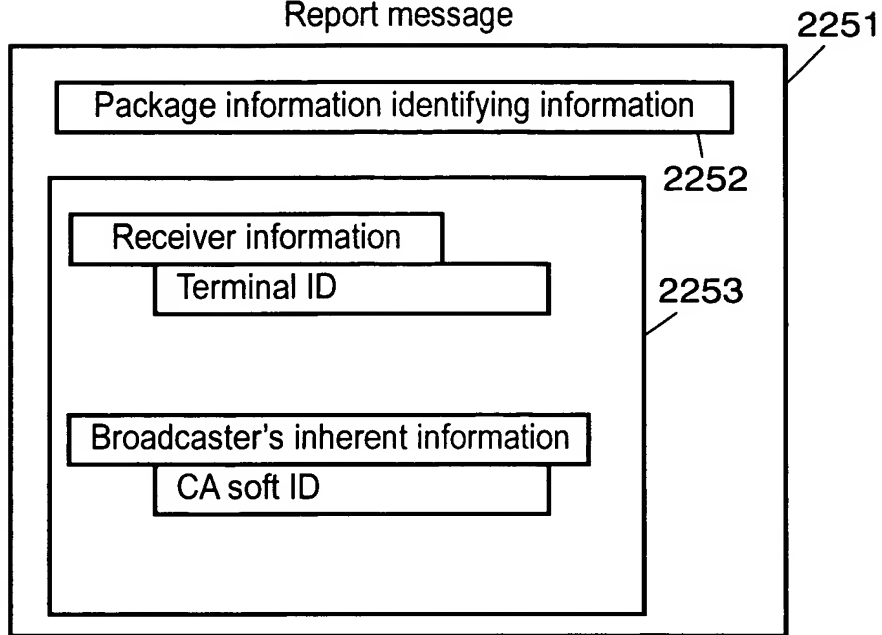 Report message
2251
Package information identifying information
2252
Receiver information
Terminal ID
2253
Broadcaster's inherent information
CA soft ID